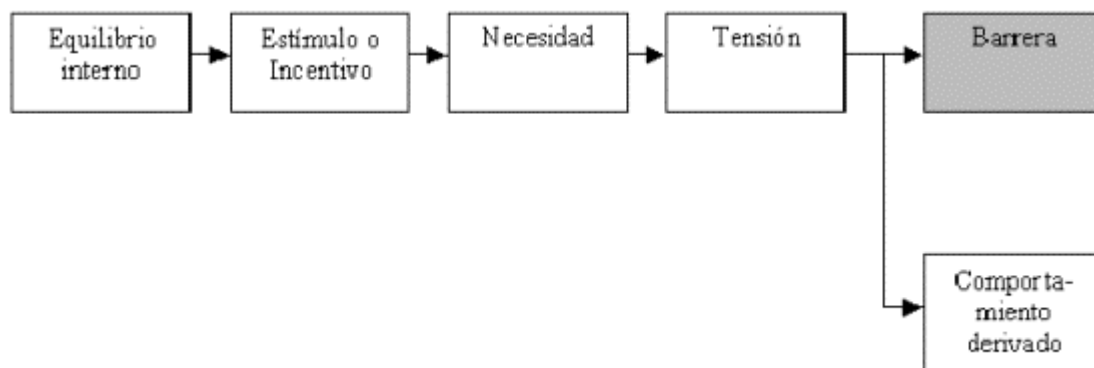 Equilibrio
interno
Estímulo o
Incentivo
Necesidad
Tensión
Barrera
Comporta-
miento
derivado